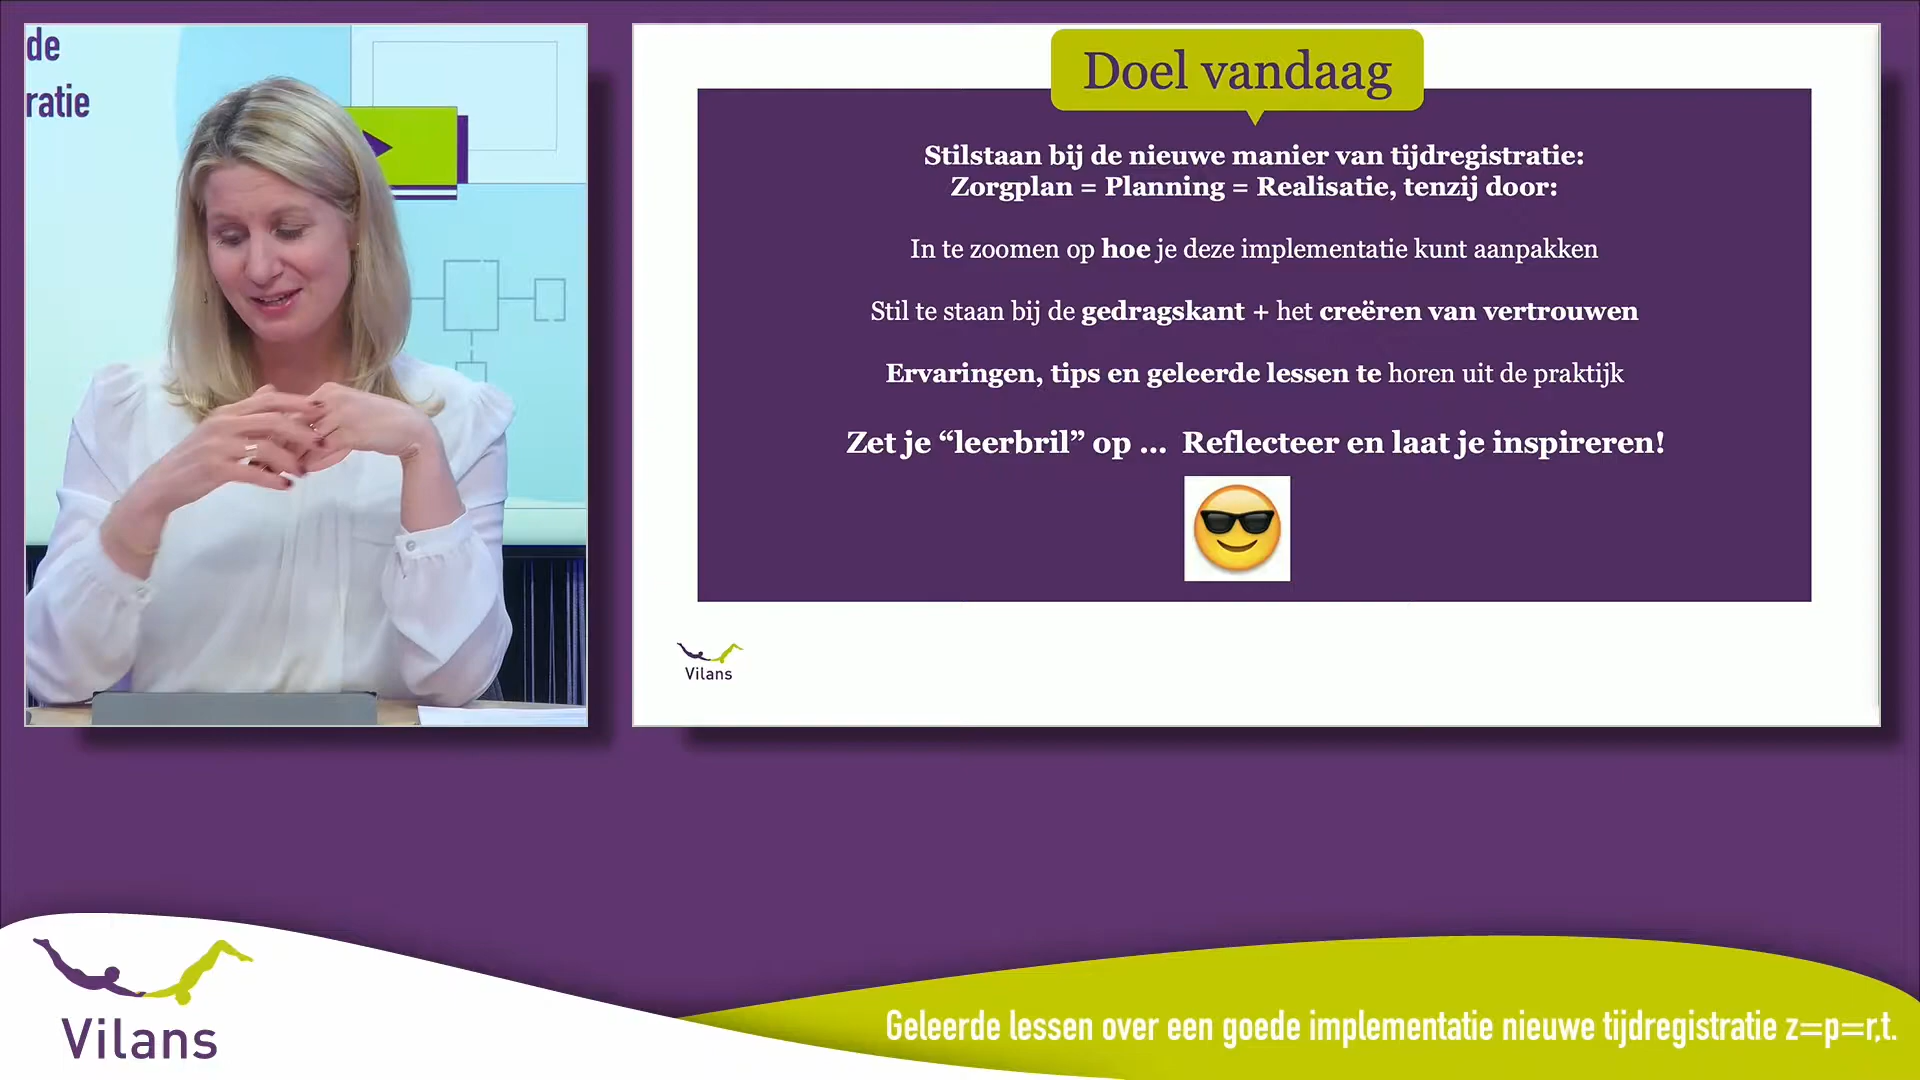 de
ratie
Doel vandaag
Stilstaan bij de nieuwe manier van tijdregistratie:
Zorgplan = Planning = Realisatie, tenzij door:
In te zoomen op hoe je deze implementatie kunt aanpakken
Stil te staan bij de gedragskant + het creëren van vertrouwen
Ervaringen, tips en geleerde lessen te horen uit de praktijk
Zet je “leerbril” op ... Reflecteer en laat je inspireren!
Vilans
Vilans
Geleerde lessen over een goede implementatie nieuwe tijdregistratie z=p=r,t.